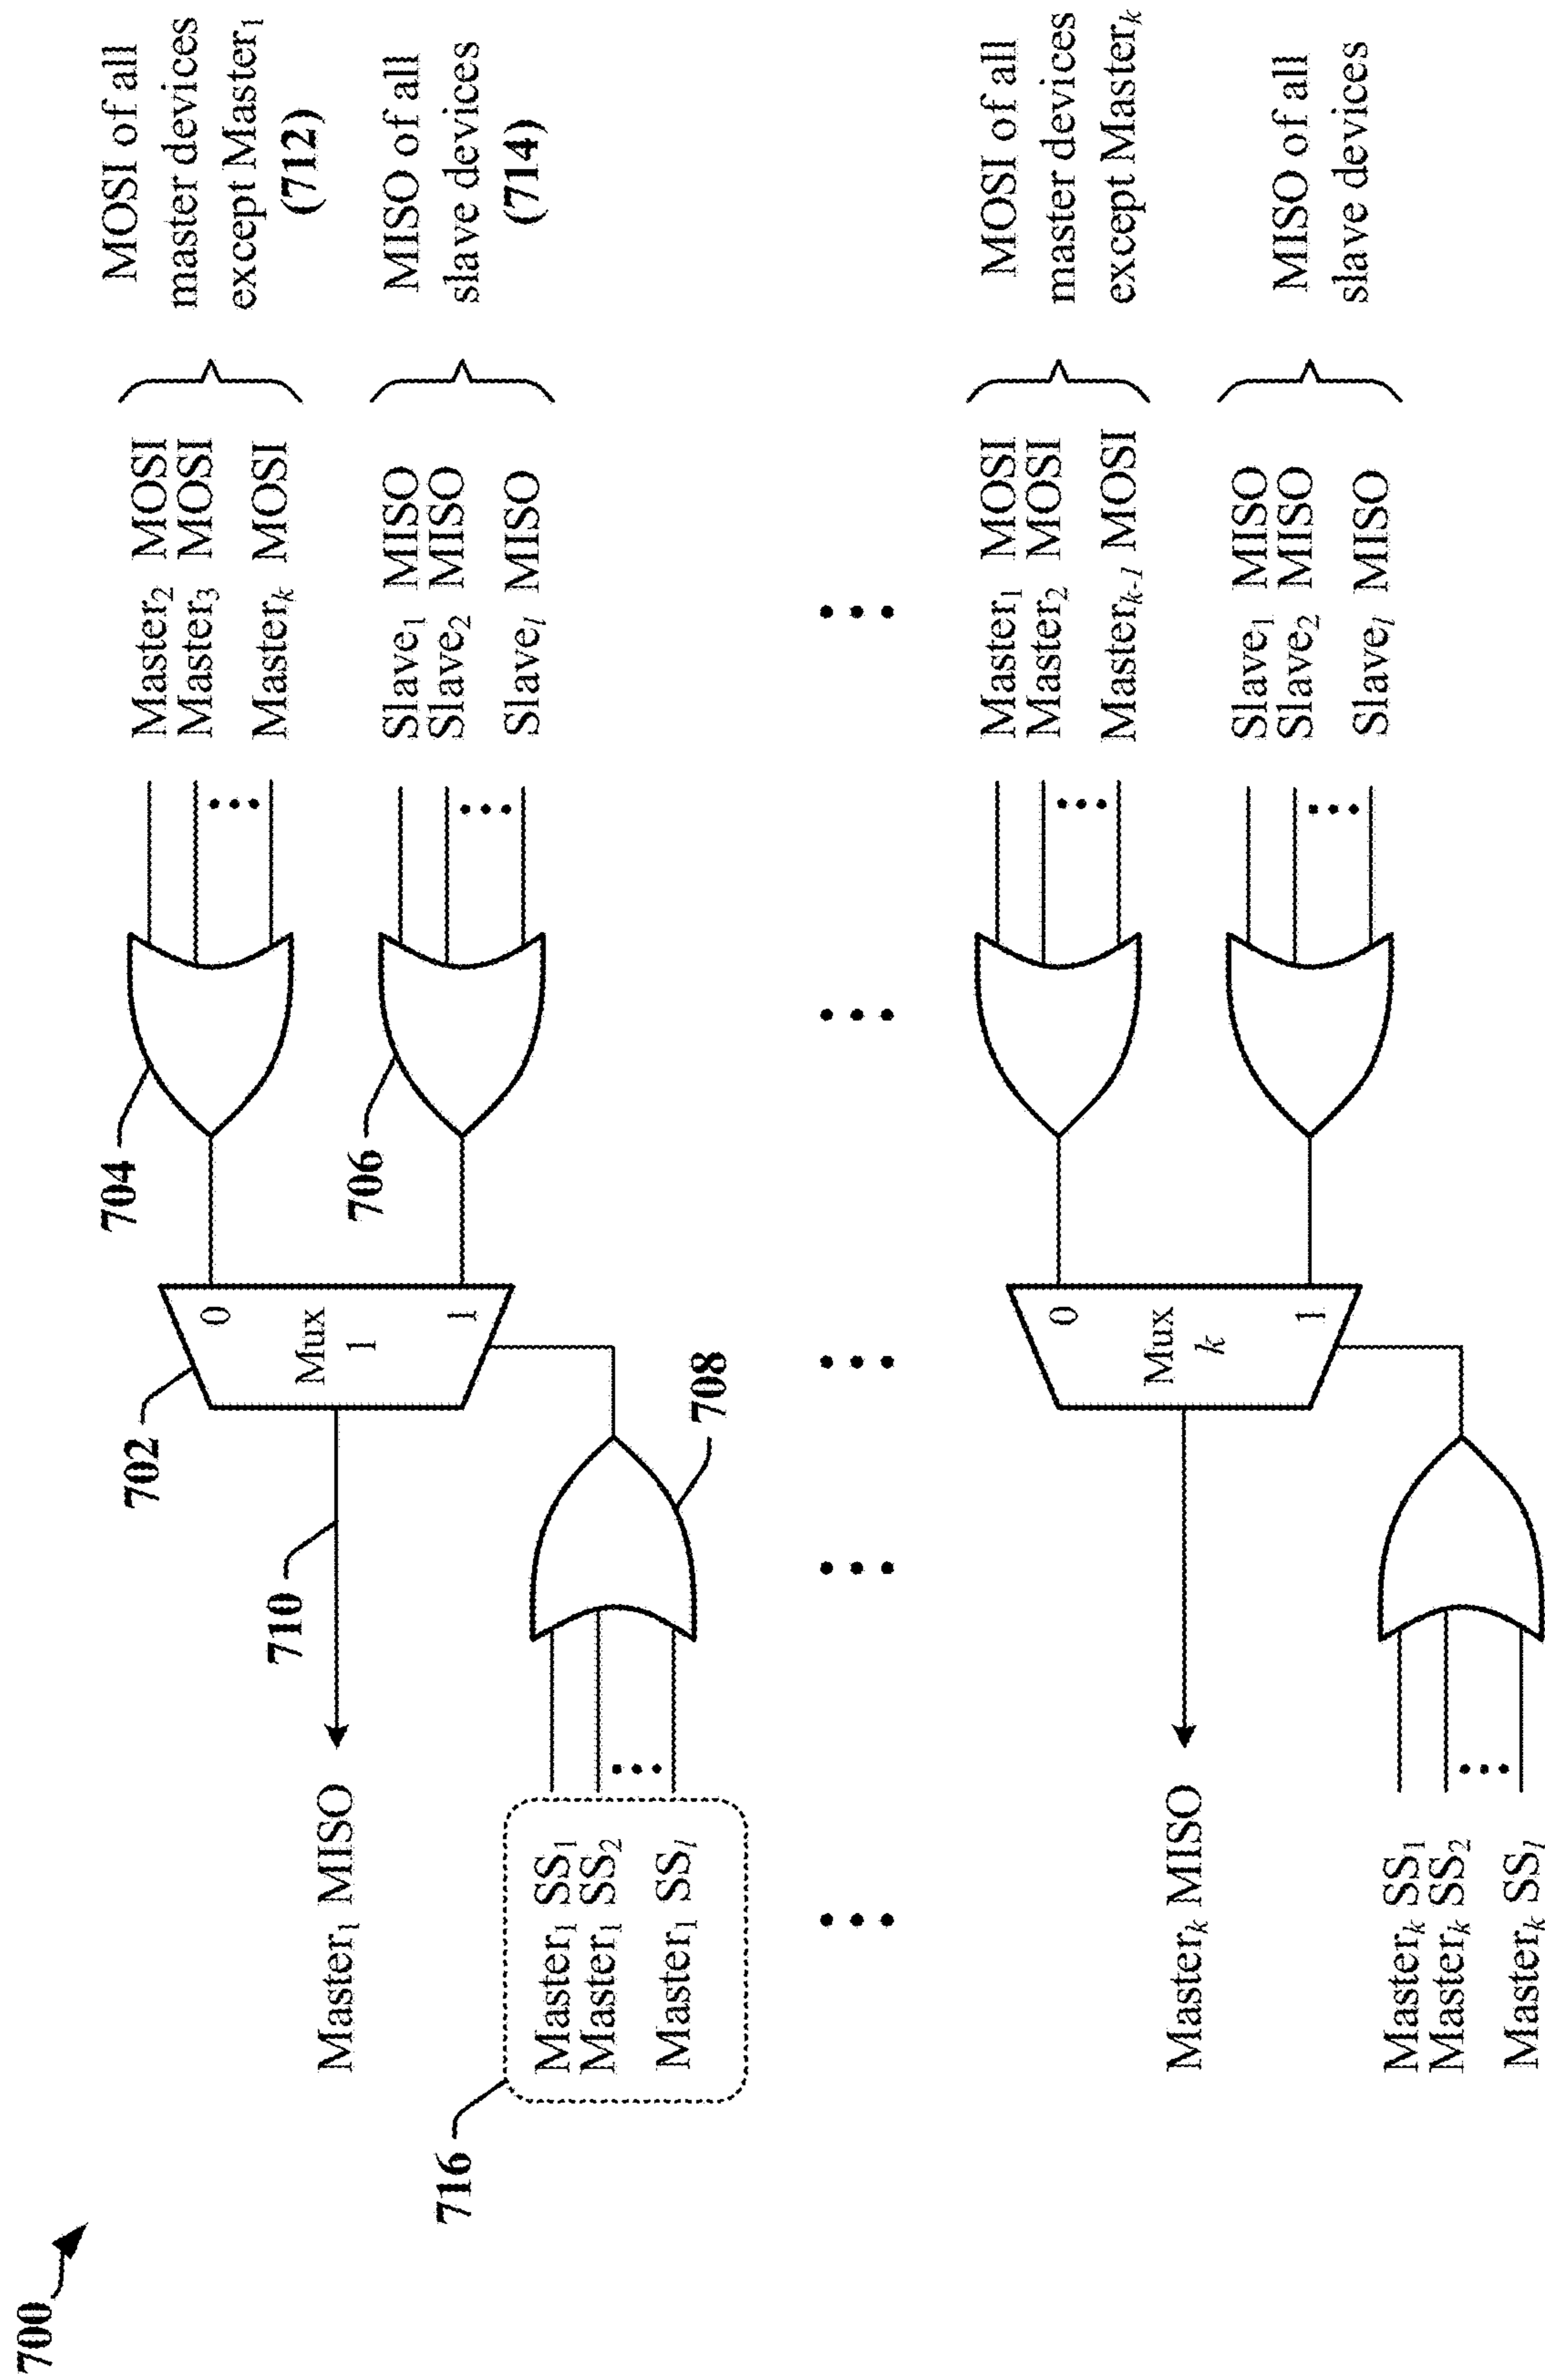 700
Master₁ MISO
710
702
Mux
1
0
1
704
Master₂ MOSI
Master₃ MOSI
Masterₖ MOSI
MOSI of all
master devices
except Master₁
(712)
706
Slave₁ MISO
Slave₂ MISO
Slaveₗ MISO
MISO of all
slave devices
(714)
716
Master₁ SS₁
Master₁ SS₂
Master₁ SSₗ
708
Masterₖ MISO
Mux
k
0
1
Master₁ MOSI
Master₂ MOSI
Masterₖ₋₁ MOSI
MOSI of all
master devices
except Masterₖ
Slave₁ MISO
Slave₂ MISO
Slaveₗ MISO
MISO of all
slave devices
Masterₖ SS₁
Masterₖ SS₂
Masterₖ SSₗ